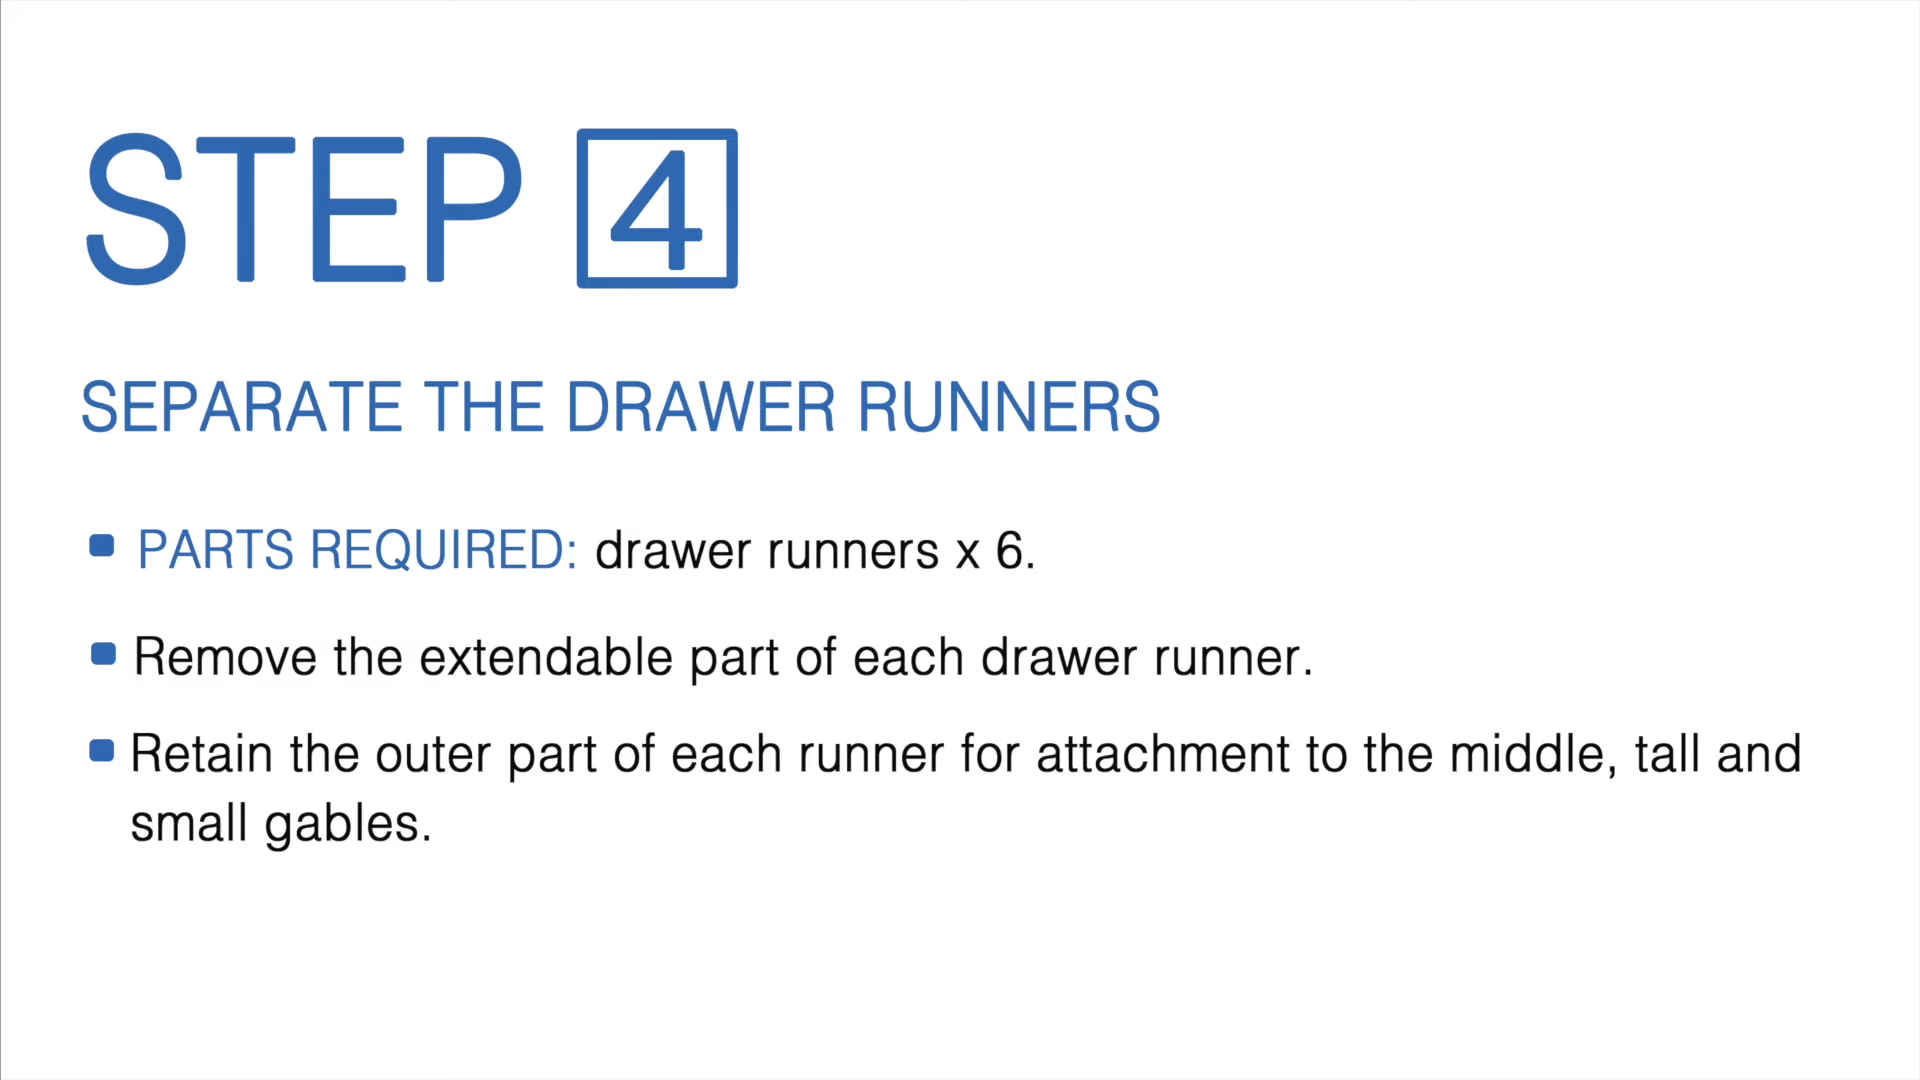 STEP 4
SEPARATE THE DRAWER RUNNERS
PARTS REQUIRED: drawer runners x 6.
Remove the extendable part of each drawer runner.
Retain the outer part of each runner for attachment to the middle, tall and
small gables.